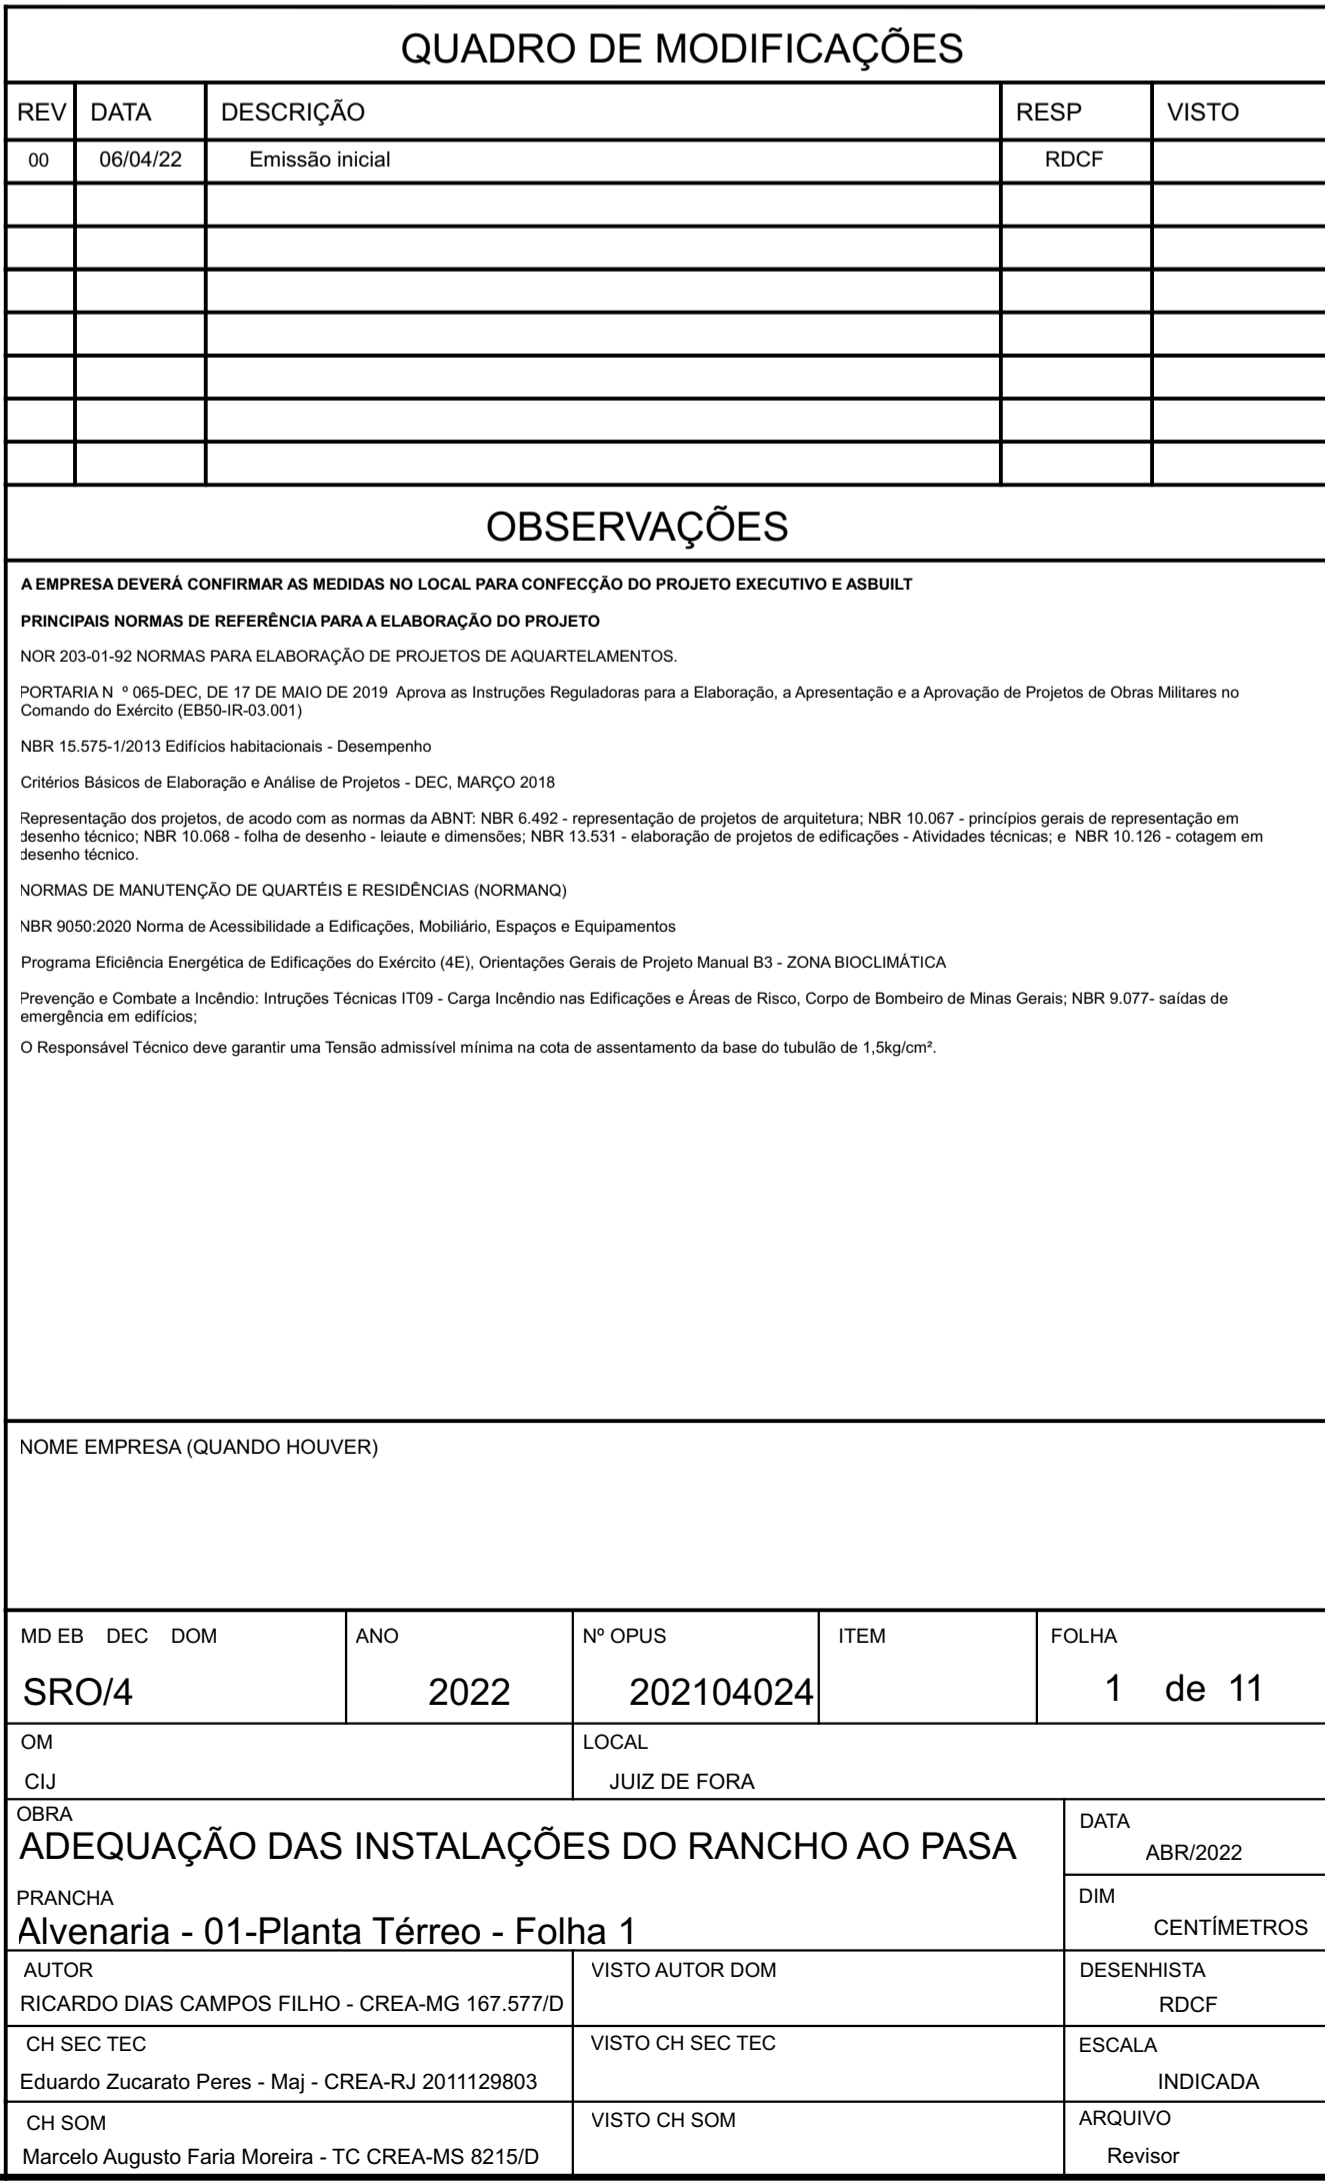 QUADRO DE MODIFICAÇÕES
REV DATA DESCRIÇÃO RESP VISTO
00 06/04/22 Emissão inicial RDCF
OBSERVAÇÕES
A EMPRESA DEVERÁ CONFIRMAR AS MEDIDAS NO LOCAL PARA CONFECÇÃO DO PROJETO EXECUTIVO E ASBUILT
PRINCIPAIS NORMAS DE REFERÊNCIA PARA A ELABORAÇÃO DO PROJETO
NOR 203-01-92 NORMAS PARA ELABORAÇÃO DE PROJETOS DE AQUARTELAMENTOS.
PORTARIA N º 065-DEC, DE 17 DE MAIO DE 2019 Aprova as Instruções Reguladoras para a Elaboração, a Apresentação e a Aprovação de Projetos de Obras Militares no
Comando do Exército (EB50-IR-03.001)
NBR 15.575-1/2013 Edifícios habitacionais - Desempenho
Critérios Básicos de Elaboração e Análise de Projetos - DEC, MARÇO 2018
Representação dos projetos, de acodo com as normas da ABNT: NBR 6.492 - representação de projetos de arquitetura; NBR 10.067 - princípios gerais de representação em
desenho técnico; NBR 10.068 - folha de desenho - leiaute e dimensões; NBR 13.531 - elaboração de projetos de edificações - Atividades técnicas; e NBR 10.126 - cotagem em
desenho técnico.
NORMAS DE MANUTENÇÃO DE QUARTÉIS E RESIDÊNCIAS (NORMANQ)
NBR 9050:2020 Norma de Acessibilidade a Edificações, Mobiliário, Espaços e Equipamentos
Programa Eficiência Energética de Edificações do Exército (4E), Orientações Gerais de Projeto Manual B3 - ZONA BIOCLIMÁTICA
Prevenção e Combate a Incêndio: Intruções Técnicas IT09 - Carga Incêndio nas Edificações e Áreas de Risco, Corpo de Bombeiro de Minas Gerais; NBR 9.077- saídas de
emergência em edifícios;
O Responsável Técnico deve garantir uma Tensão admissível mínima na cota de assentamento da base do tubulão de 1,5kg/cm².
NOME EMPRESA (QUANDO HOUVER)
MD EB DEC DOM ANO Nº OPUS ITEM FOLHA
SRO/4 2022 202104024 1 de 11
OM LOCAL
CIJ JUIZ DE FORA
OBRA
ADEQUAÇÃO DAS INSTALAÇÕES DO RANCHO AO PASA
DATA
ABR/2022
PRANCHA
Alvenaria - 01-Planta Térreo - Folha 1
DIM
CENTÍMETROS
AUTOR VISTO AUTOR DOM DESENHISTA
RICARDO DIAS CAMPOS FILHO - CREA-MG 167.577/D RDCF
CH SEC TEC VISTO CH SEC TEC ESCALA
Eduardo Zucarato Peres - Maj - CREA-RJ 2011129803 INDICADA
CH SOM VISTO CH SOM ARQUIVO
Marcelo Augusto Faria Moreira - TC CREA-MS 8215/D Revisor